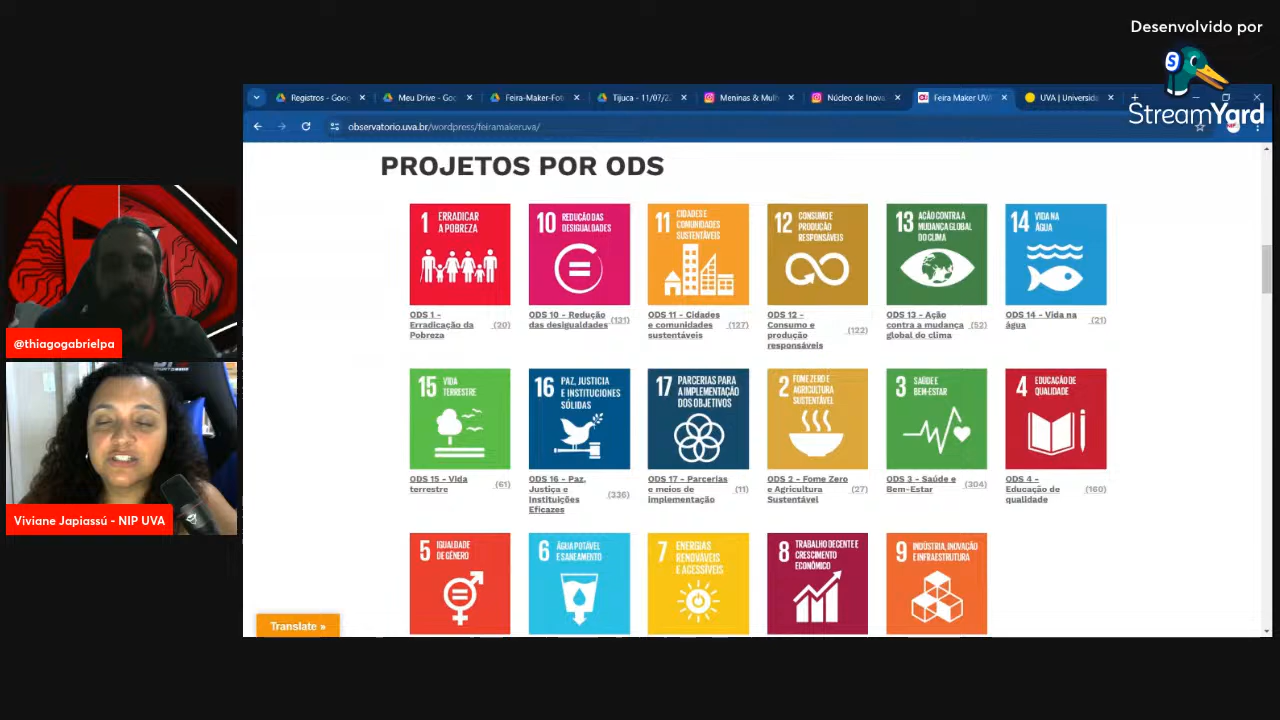 Desenvolvido por
StreamYard
Registros - Goog
Meu Drive - Goo
Feira-Maker-Fot
Tijuca - 11/07/2
Meninas & Mulh
Núcleo de Inova
Feira Maker UVA
UVA | Universida
observatorio.uva.br/wordpress/feiramakeruva/
PROJETOS POR ODS
1 ERRADICAR
A POBREZA
10 REDUÇÃO DAS
DESIGUALDADES
11 CIDADES E
COMUNIDADES
SUSTENTÁVEIS
12 CONSUMO E
PRODUÇÃO
RESPONSÁVEIS
13 AÇÃO CONTRA A
MUDANÇA GLOBAL
DO CLIMA
14 VIDA NA
ÁGUA
ODS 1 -
Erradicação da
Pobreza
(20)
ODS 10 - Redução
das desigualdades
(131)
ODS 11 - Cidades
e comunidades
sustentáveis
(127)
ODS 12 -
Consumo e
produção
responsáveis
(122)
ODS 13 - Ação
contra a mudança
global do clima
(52)
ODS 14 - Vida na
água
(21)
15 VIDA
TERRESTRE
16 PAZ, JUSTICIA
E INSTITUCIONES
SÓLIDAS
17 PARCERIAS PARA
A IMPLEMENTAÇÃO
DOS OBJETIVOS
2 FOME ZERO E
AGRICULTURA
SUSTENTÁVEL
3 SAÚDE E
BEM-ESTAR
4 EDUCAÇÃO DE
QUALIDADE
ODS 15 - Vida
terrestre
(61)
ODS 16 - Paz,
Justiça e
Instituições
Eficazes
(336)
ODS 17 - Parcerias
e meios de
implementação
(11)
ODS 2 - Fome Zero
e Agricultura
Sustentável
(27)
ODS 3 - Saúde e
Bem-Estar
(304)
ODS 4 -
Educação de
qualidade
(160)
5 IGUALDADE
DE GÉNERO
6 ÁGUA POTÁVEL
E SANEAMENTO
7 ENERGIAS
RENOVÁVEIS
E ACESSÍVEIS
8 TRABALHO DECENTE E
CRESCIMENTO
ECONÔMICO
9 INDÚSTRIA, INOVAÇÃO
E INFRAESTRUTURA
Translate »
@thiagogabrielpa
Viviane Japiassú - NIP UVA